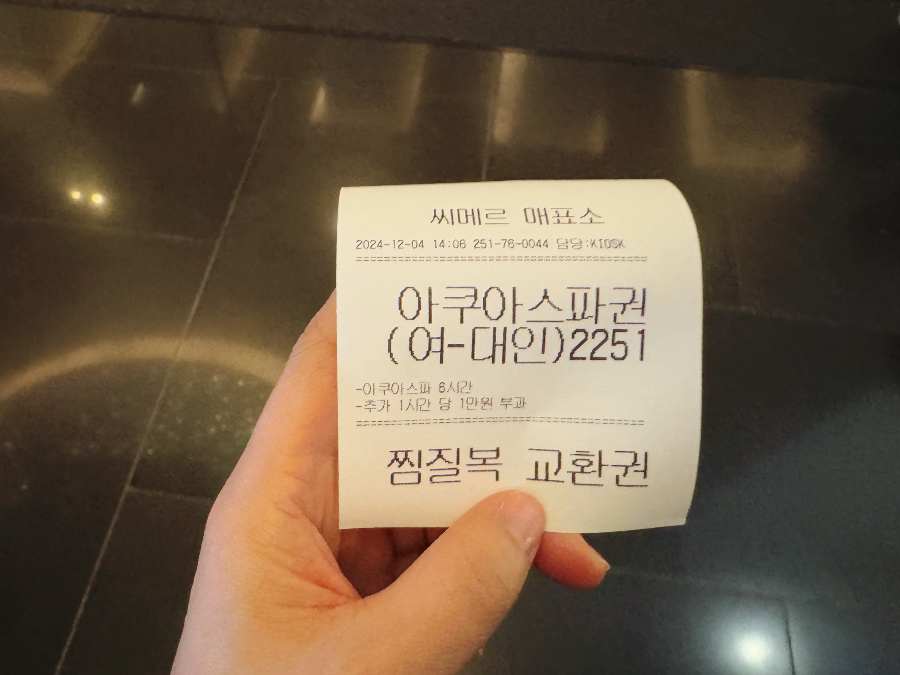 씨메르 매표소
2024-12-04 14:06 251-76-0044 담당:KIOSK
아쿠아스파권
(여-대인)2251
-아쿠아스파 6시간
-추가 1시간 당 1만원 부과
찜질복 교환권